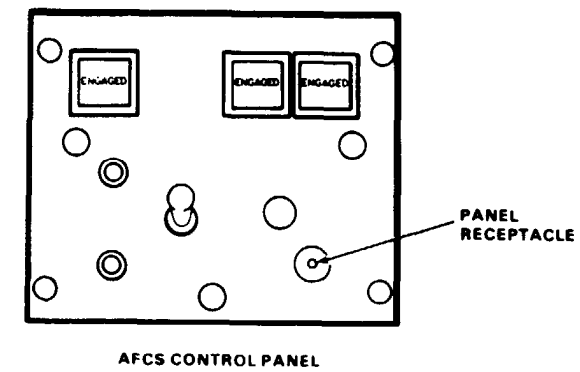 ENGAGED
ENGAGED
ENGAGED
PANEL
RECEPTACLE
AFCS CONTROL PANEL